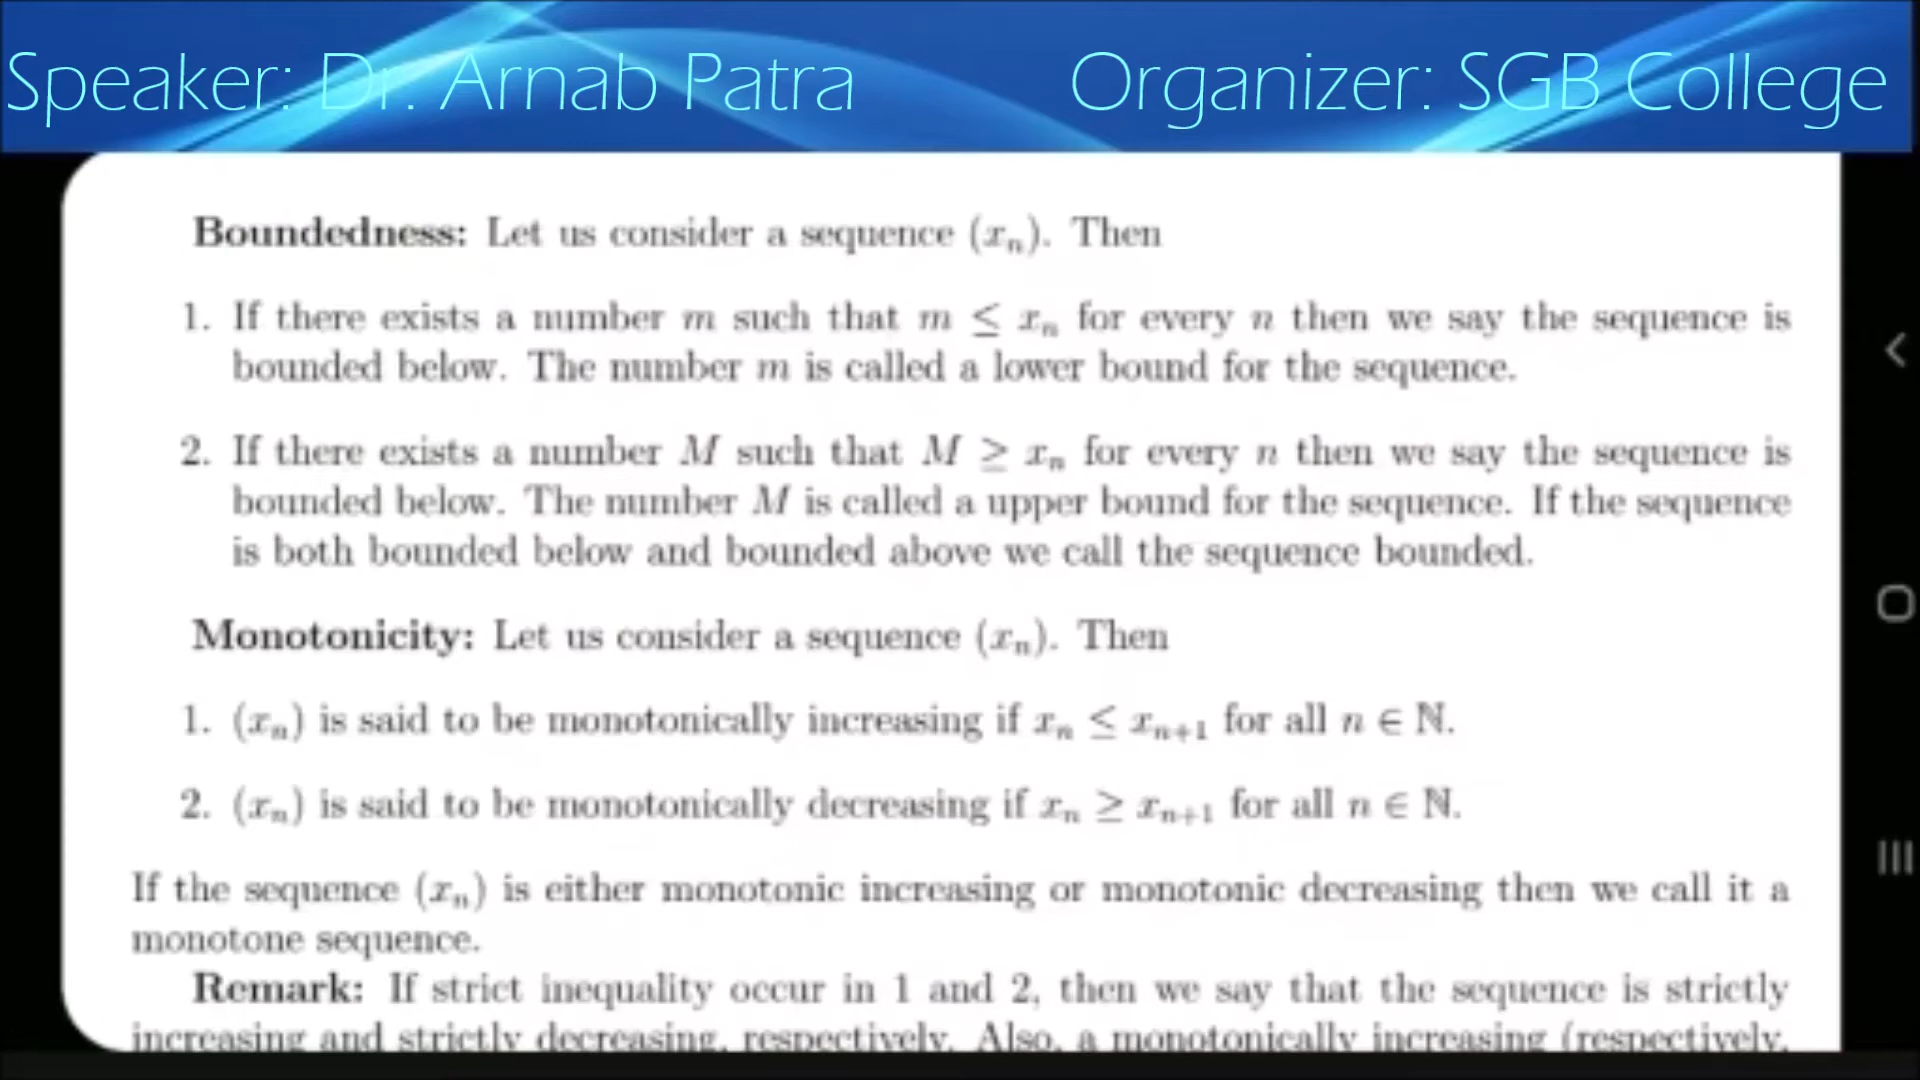 Speaker: Dr. Arnab Patra Organizer: SGB College
Boundedness: Let us consider a sequence (xₙ). Then
1. If there exists a number m such that m ≤ xₙ for every n then we say the sequence is
bounded below. The number m is called a lower bound for the sequence.
2. If there exists a number M such that M ≥ xₙ for every n then we say the sequence is
bounded below. The number M is called a upper bound for the sequence. If the sequence
is both bounded below and bounded above we call the sequence bounded.
Monotonicity: Let us consider a sequence (xₙ). Then
1. (xₙ) is said to be monotonically increasing if xₙ ≤ xₙ₊₁ for all n ∈ ℕ.
2. (xₙ) is said to be monotonically decreasing if xₙ ≥ xₙ₊₁ for all n ∈ ℕ.
If the sequence (xₙ) is either monotonic increasing or monotonic decreasing then we call it a
monotone sequence.
Remark: If strict inequality occur in 1 and 2, then we say that the sequence is strictly
increasing and strictly decreasing, respectively. Also, a monotonically increasing (respectively,